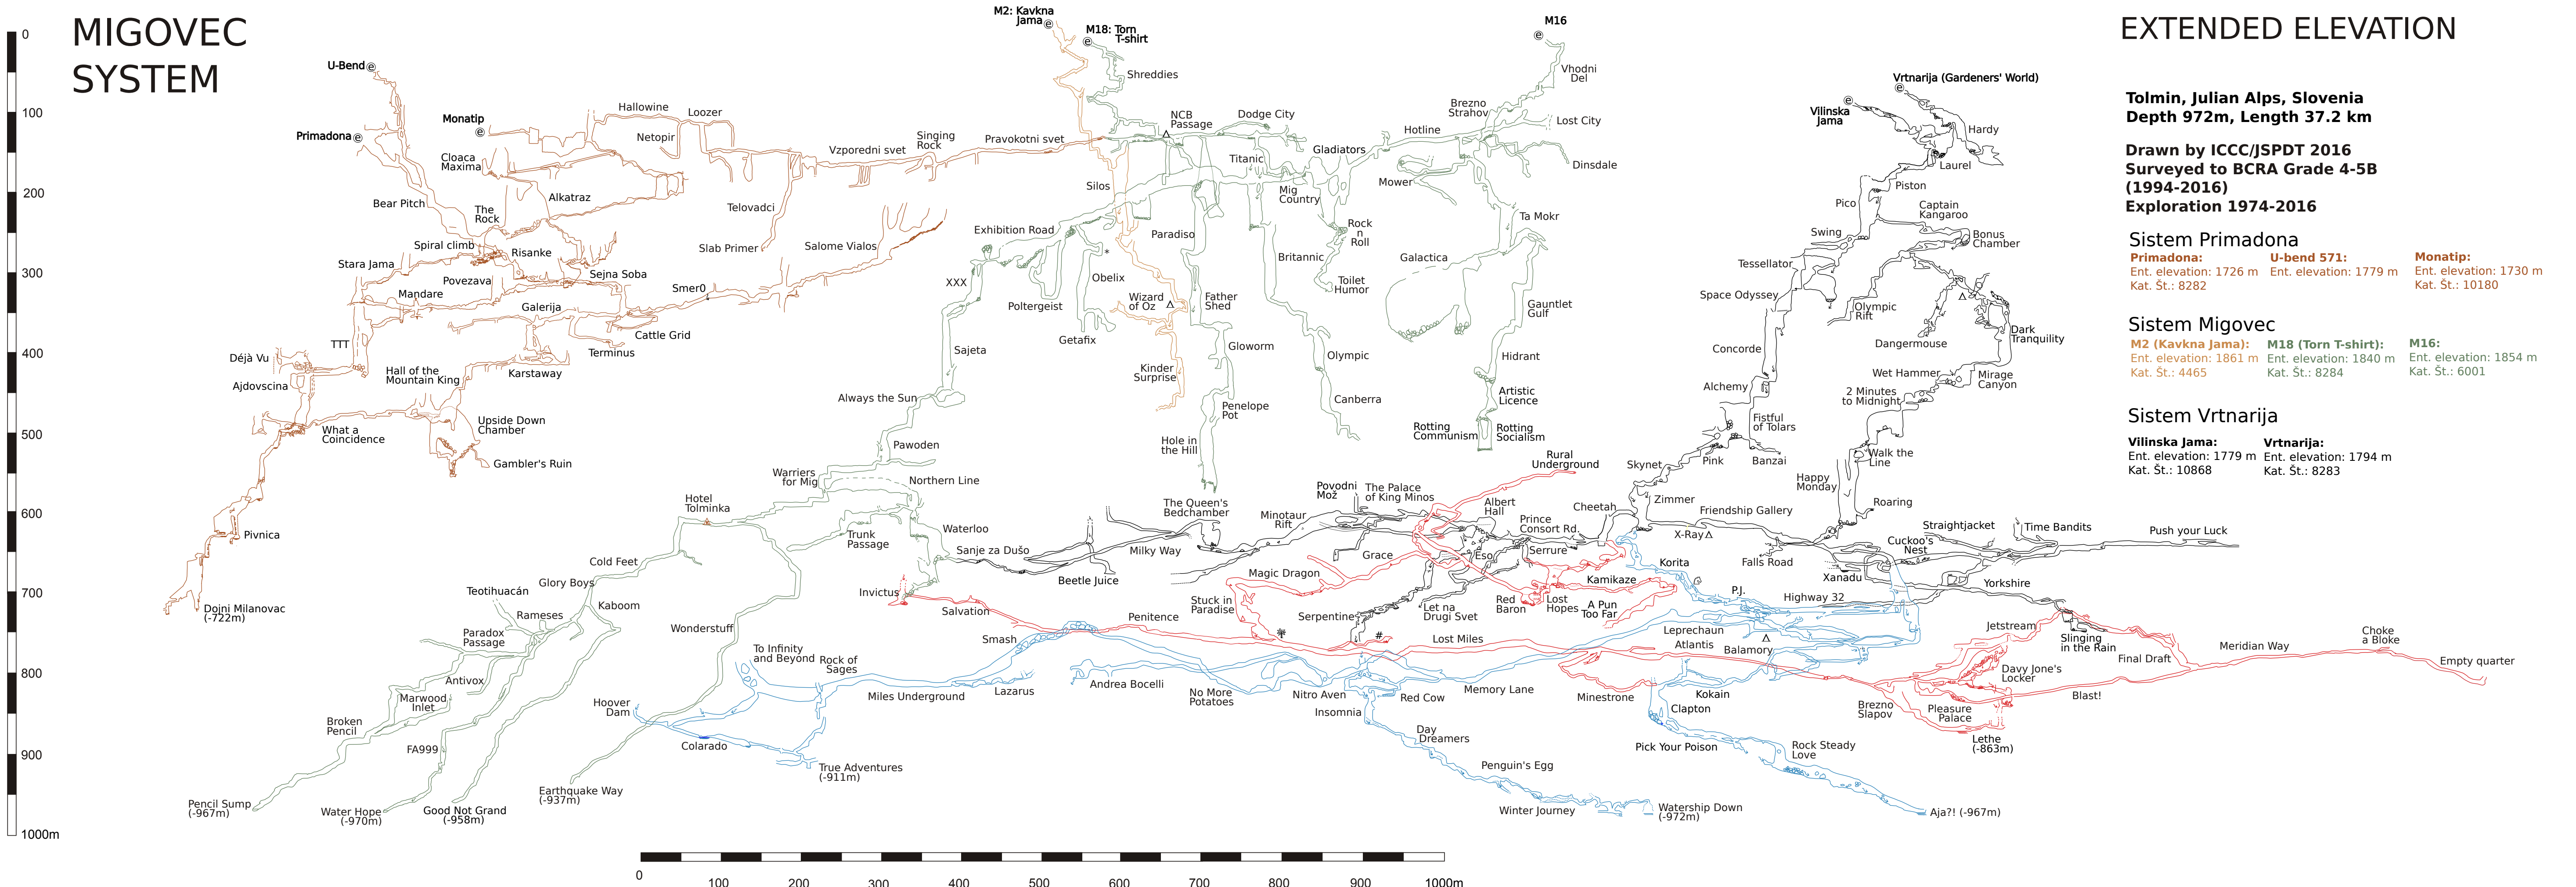 MIGOVEC
SYSTEM
EXTENDED ELEVATION
Tolmin, Julian Alps, Slovenia
Depth 972m, Length 37.2 km
Drawn by ICCC/JSPDT 2016
Surveyed to BCRA Grade 4-5B
(1994-2016)
Exploration 1974-2016
Sistem Primadona
Primadona: U-bend 571: Monatip:
Ent. elevation: 1726 m Ent. elevation: 1779 m Ent. elevation: 1730 m
Kat. Št.: 8282 Kat. Št.: 10180
Sistem Migovec
M2 (Kavkna Jama): M18 (Torn T-shirt): M16:
Ent. elevation: 1861 m Ent. elevation: 1840 m Ent. elevation: 1854 m
Kat. Št.: 4465 Kat. Št.: 8284 Kat. Št.: 6001
Sistem Vrtnarija
Vilinska Jama: Vrtnarija:
Ent. elevation: 1779 m Ent. elevation: 1794 m
Kat. Št.: 10868 Kat. Št.: 8283
0
100
200
300
400
500
600
700
800
900
1000m
U-Bend
Primadona
Monatip
Cloaca
Maxima
Hallowine
Loozer
Netopir
Bear Pitch
The
Rock
Alkatraz
Spiral climb
Risanke
Stara Jama
Povezava
Sejna Soba
Mandare
Galerija
Smer0
Cattle Grid
Terminus
TTT
Déjà Vu
Ajdovscina
Hall of the
Mountain King
Karstaway
What a
Coincidence
Upside Down
Chamber
Gambler's Ruin
Pivnica
Dojni Milanovac
(-722m)
Telovadci
Slab Primer
Salome Vialos
Vzporedni svet
Singing
Rock
Pravokotni svet
M2: Kavkna
Jama
M18: Torn
T-shirt
Shreddies
NCB
Passage
Dodge City
Titanic
Gladiators
Silos
Mig
Country
Exhibition Road
Paradiso
Rock
n
Roll
Toilet
Humor
Britannic
XXX
Obelix
*
Poltergeist
Getafix
Wizard
of Oz
Father
Shed
Kinder
Surprise
Gloworm
Olympic
Penelope
Pot
Canberra
Hole in
the Hill
Sajeta
Always the Sun
Pawoden
Warriers
for Mig
Northern Line
Hotel
Tolminka
Trunk
Passage
Waterloo
Cold Feet
Glory Boys
Kaboom
Teotihuacán
Rameses
Paradox
Passage
Antivox
Marwood
Inlet
Broken
Pencil
FA999
Pencil Sump
(-967m)
Water Hope
(-970m)
Good Not Grand
(-958m)
Earthquake Way
(-937m)
Wonderstuff
M16
Vhodni
Del
Brezno
Strahov
Lost City
Hotline
Dinsdale
Mower
Ta Mokr
Galactica
Gauntlet
Gulf
Hidrant
Artistic
Licence
Rotting
Communism
Rotting
Socialism
Vrtnarija (Gardeners' World)
Vilinska
Jama
Hardy
Laurel
Piston
Pico
Captain
Kangaroo
Swing
Bonus
Chamber
Tessellator
Space Odyssey
Olympic
Rift
Dangermouse
Dark
Tranquility
Concorde
Wet Hammer
Mirage
Canyon
Alchemy
2 Minutes
to Midnight
Fistful
of Tolars
Pink
Banzai
Walk the
Line
Happy
Monday
Roaring
Skynet
Zimmer
Cheetah
Friendship Gallery
X-Ray
Falls Road
Straightjacket
Time Bandits
Push your Luck
Cuckoo's
Nest
Xanadu
Yorkshire
Rural
Underground
Povodni
Mož
The Palace
of King Minos
Albert
Hall
Prince
Consort Rd.
The Queen's
Bedchamber
Minotaur
Rift
Sanje za Dušo
Milky Way
Beetle Juice
Grace
Eso
Serrure
Magic Dragon
Stuck in
Paradise
Serpentine
Let na
Drugi Svet
Red
Baron
Lost
Hopes
Kamikaze
A Pun
Too Far
Korita
P.J.
Highway 32
Invictus
Salvation
Penitence
#
Lost Miles
Leprechaun
Atlantis
Balamory
Smash
To Infinity
and Beyond
Rock of
Sages
Miles Underground
Lazarus
Andrea Bocelli
No More
Potatoes
Nitro Aven
Red Cow
Memory Lane
Minestrone
Kokain
Clapton
Hoover
Dam
Colarado
True Adventures
(-911m)
Insomnia
Day
Dreamers
Penguin's Egg
Winter Journey
Watership Down
(-972m)
Pick Your Poison
Rock Steady
Love
Aja?! (-967m)
Jetstream
Slinging
in the Rain
Final Draft
Davy Jone's
Locker
Brezno
Slapov
Pleasure
Palace
Lethe
(-863m)
Blast!
Meridian Way
Choke
a Bloke
Empty quarter
0 100 200 300 400 500 600 700 800 900 1000m